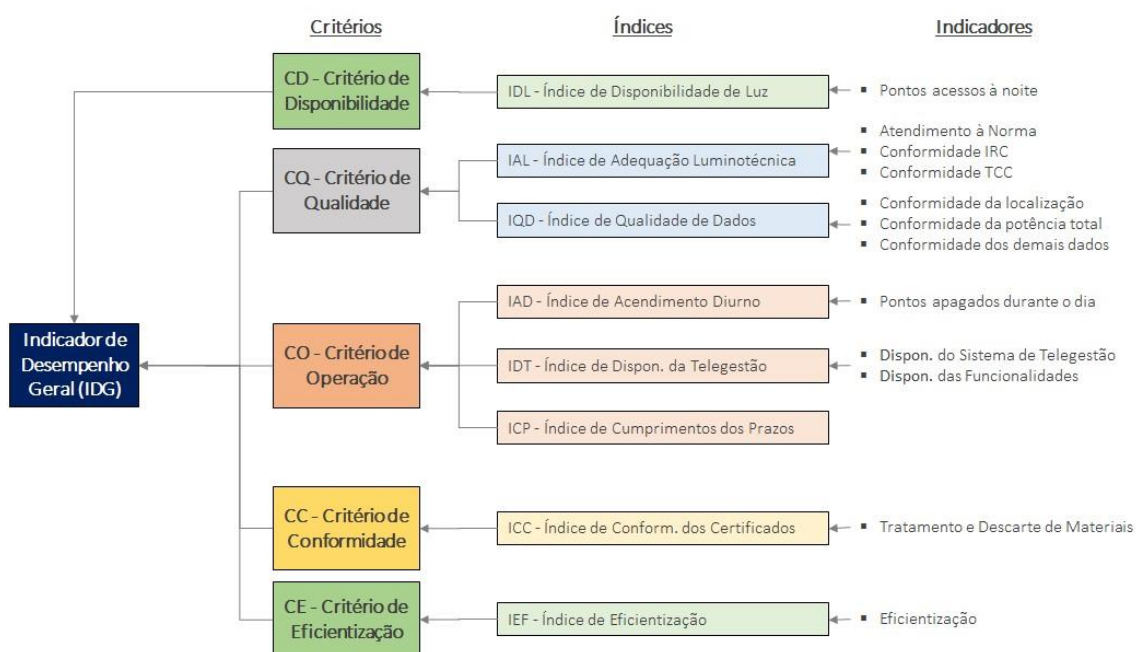 Critérios
Índices
Indicadores
CD - Critério de
Disponibilidade
IDL - Índice de Disponibilidade de Luz
▪ Pontos acessos à noite
CQ - Critério de
Qualidade
IAL - Índice de Adequação Luminotécnica
▪ Atendimento à Norma
▪ Conformidade IRC
▪ Conformidade TCC
IQD - Índice de Qualidade de Dados
▪ Conformidade da localização
▪ Conformidade da potência total
▪ Conformidade dos demais dados
Indicador de
Desempenho
Geral (IDG)
CO - Critério de
Operação
IAD - Índice de Acendimento Diurno
▪ Pontos apagados durante o dia
IDT - Índice de Dispon. da Telegestão
▪ Dispon. do Sistema de Telegestão
▪ Dispon. das Funcionalidades
ICP - Índice de Cumprimentos dos Prazos
CC - Critério de
Conformidade
ICC - Índice de Conform. dos Certificados
▪ Tratamento e Descarte de Materiais
CE - Critério de
Eficientização
IEF - Índice de Eficientização
▪ Eficientização